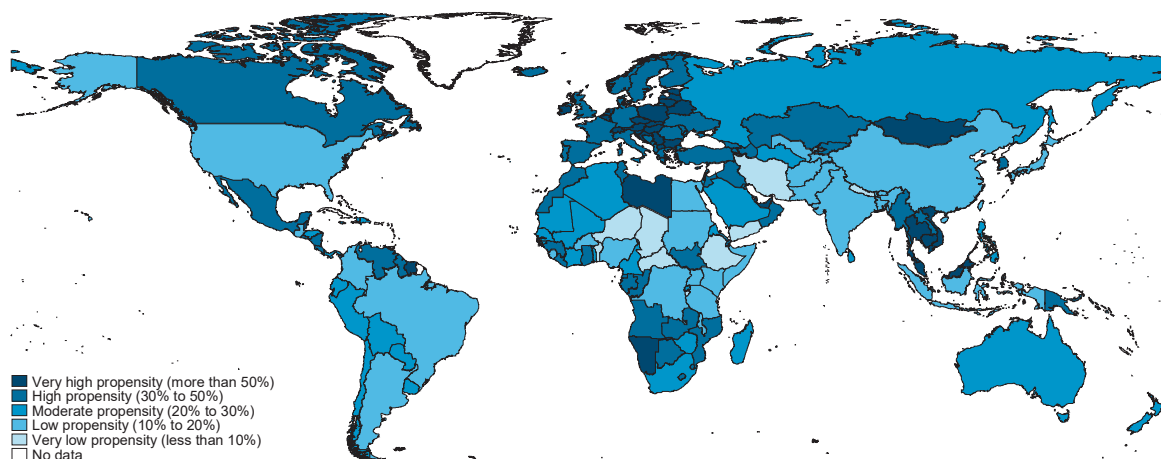 Very high propensity (more than 50%)
High propensity (30% to 50%)
Moderate propensity (20% to 30%)
Low propensity (10% to 20%)
Very low propensity (less than 10%)
No data